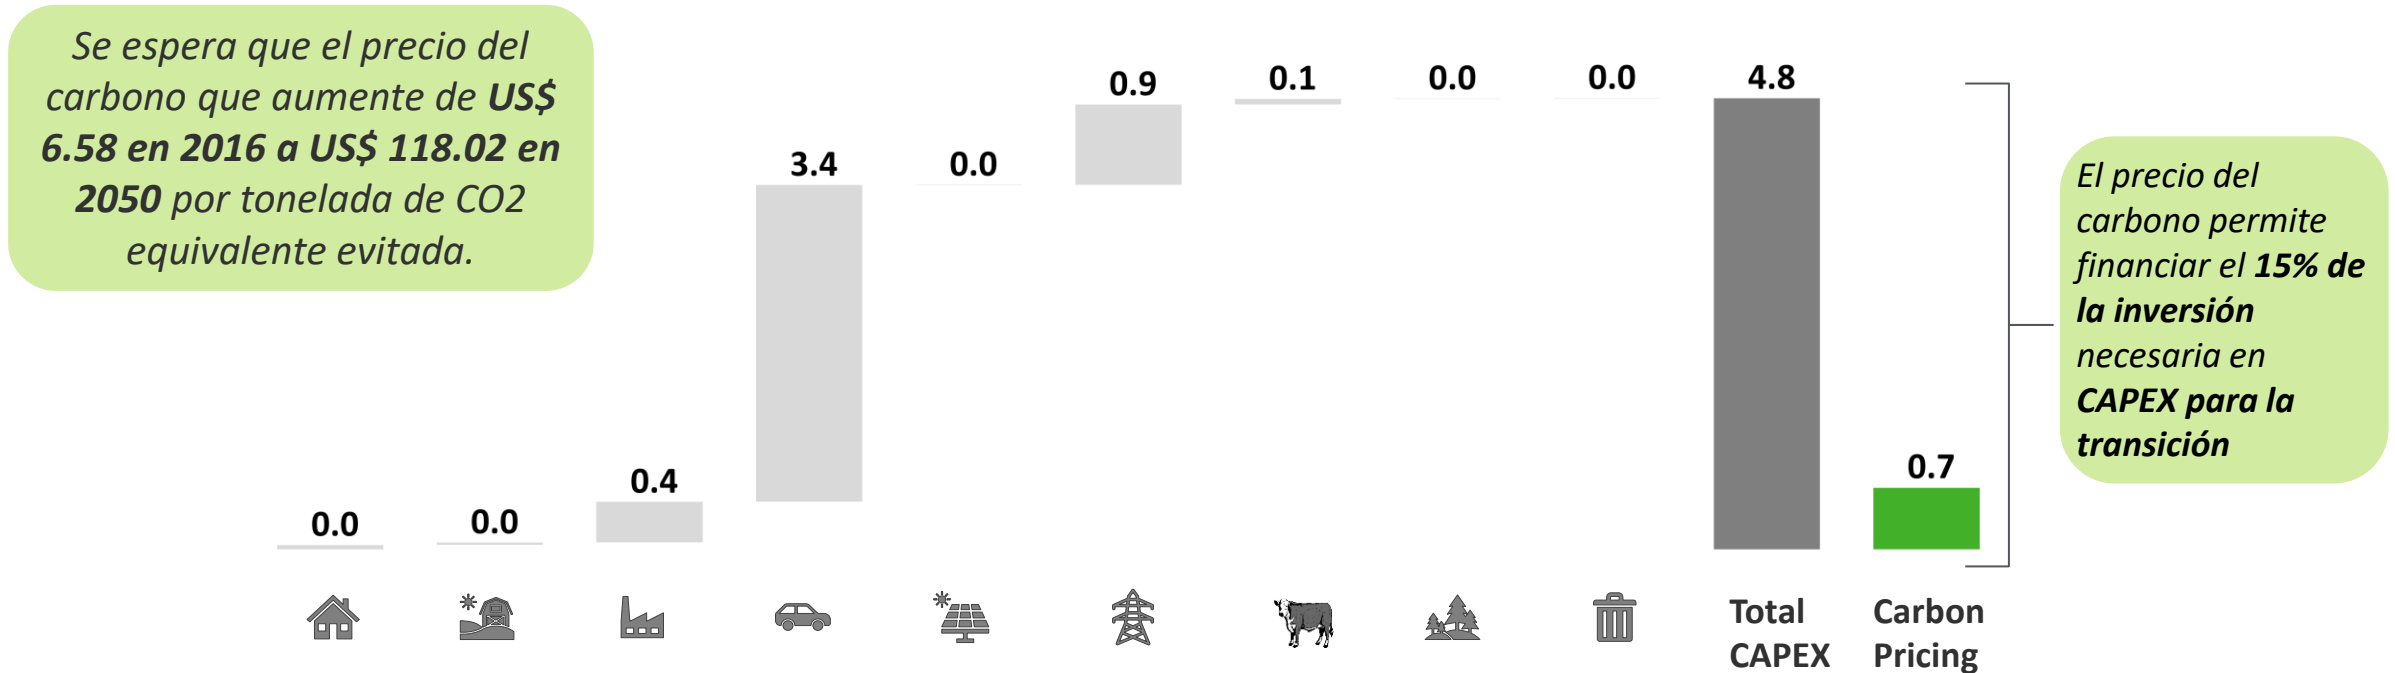 Se espera que el precio del
carbono que aumente de US$
6.58 en 2016 a US$ 118.02 en
2050 por tonelada de CO2
equivalente evitada.
0.0
0.0
0.4
3.4
0.0
0.9
0.1
0.0
0.0
4.8
0.7
El precio del
carbono permite
financiar el 15% de
la inversión
necesaria en
CAPEX para la
transición
Total
CAPEX
Carbon
Pricing